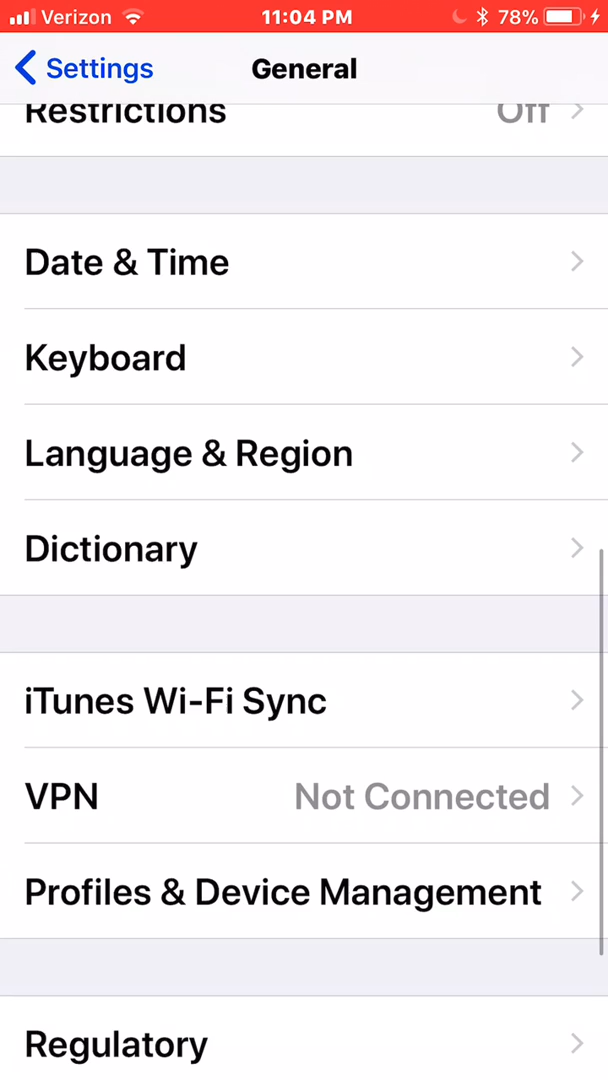 Verizon 11:04 PM 78%
Settings General
Restrictions Off
Date & Time
Keyboard
Language & Region
Dictionary
iTunes Wi-Fi Sync
VPN Not Connected
Profiles & Device Management
Regulatory